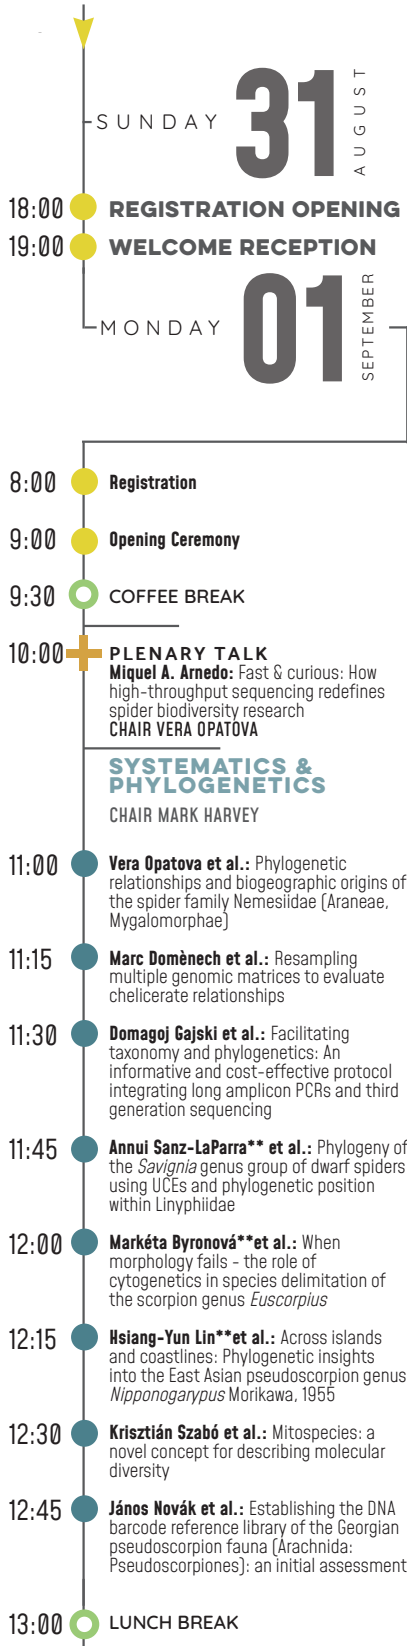 SUNDAY 31 AUGUST
18:00 REGISTRATION OPENING
19:00 WELCOME RECEPTION
MONDAY 01 SEPTEMBER
8:00 Registration
9:00 Opening Ceremony
9:30 COFFEE BREAK
10:00 PLENARY TALK
Miquel A. Arnedo: Fast & curious: How
high-throughput sequencing redefines
spider biodiversity research
CHAIR VERA OPATOVA
SYSTEMATICS &
PHYLOGENETICS
CHAIR MARK HARVEY
11:00 Vera Opatova et al.: Phylogenetic
relationships and biogeographic origins of
the spider family Nemesiidae (Araneae,
Mygalomorphae)
11:15 Marc Domènech et al.: Resampling
multiple genomic matrices to evaluate
chelicerate relationships
11:30 Domagoj Gajski et al.: Facilitating
taxonomy and phylogenetics: An
informative and cost-effective protocol
integrating long amplicon PCRs and third
generation sequencing
11:45 Annui Sanz-LaParra** et al.: Phylogeny of
the Savignia genus group of dwarf spiders
using UCEs and phylogenetic position
within Linyphiidae
12:00 Markéta Byronová**et al.: When
morphology fails - the role of
cytogenetics in species delimitation of
the scorpion genus Euscorpius
12:15 Hsiang-Yun Lin**et al.: Across islands
and coastlines: Phylogenetic insights
into the East Asian pseudoscorpion genus
Nipponogarypus Morikawa, 1955
12:30 Krisztián Szabó et al.: Mitospecies: a
novel concept for describing molecular
diversity
12:45 János Novák et al.: Establishing the DNA
barcode reference library of the Georgian
pseudoscorpion fauna (Arachnida:
Pseudoscorpiones): an initial assessment
13:00 LUNCH BREAK